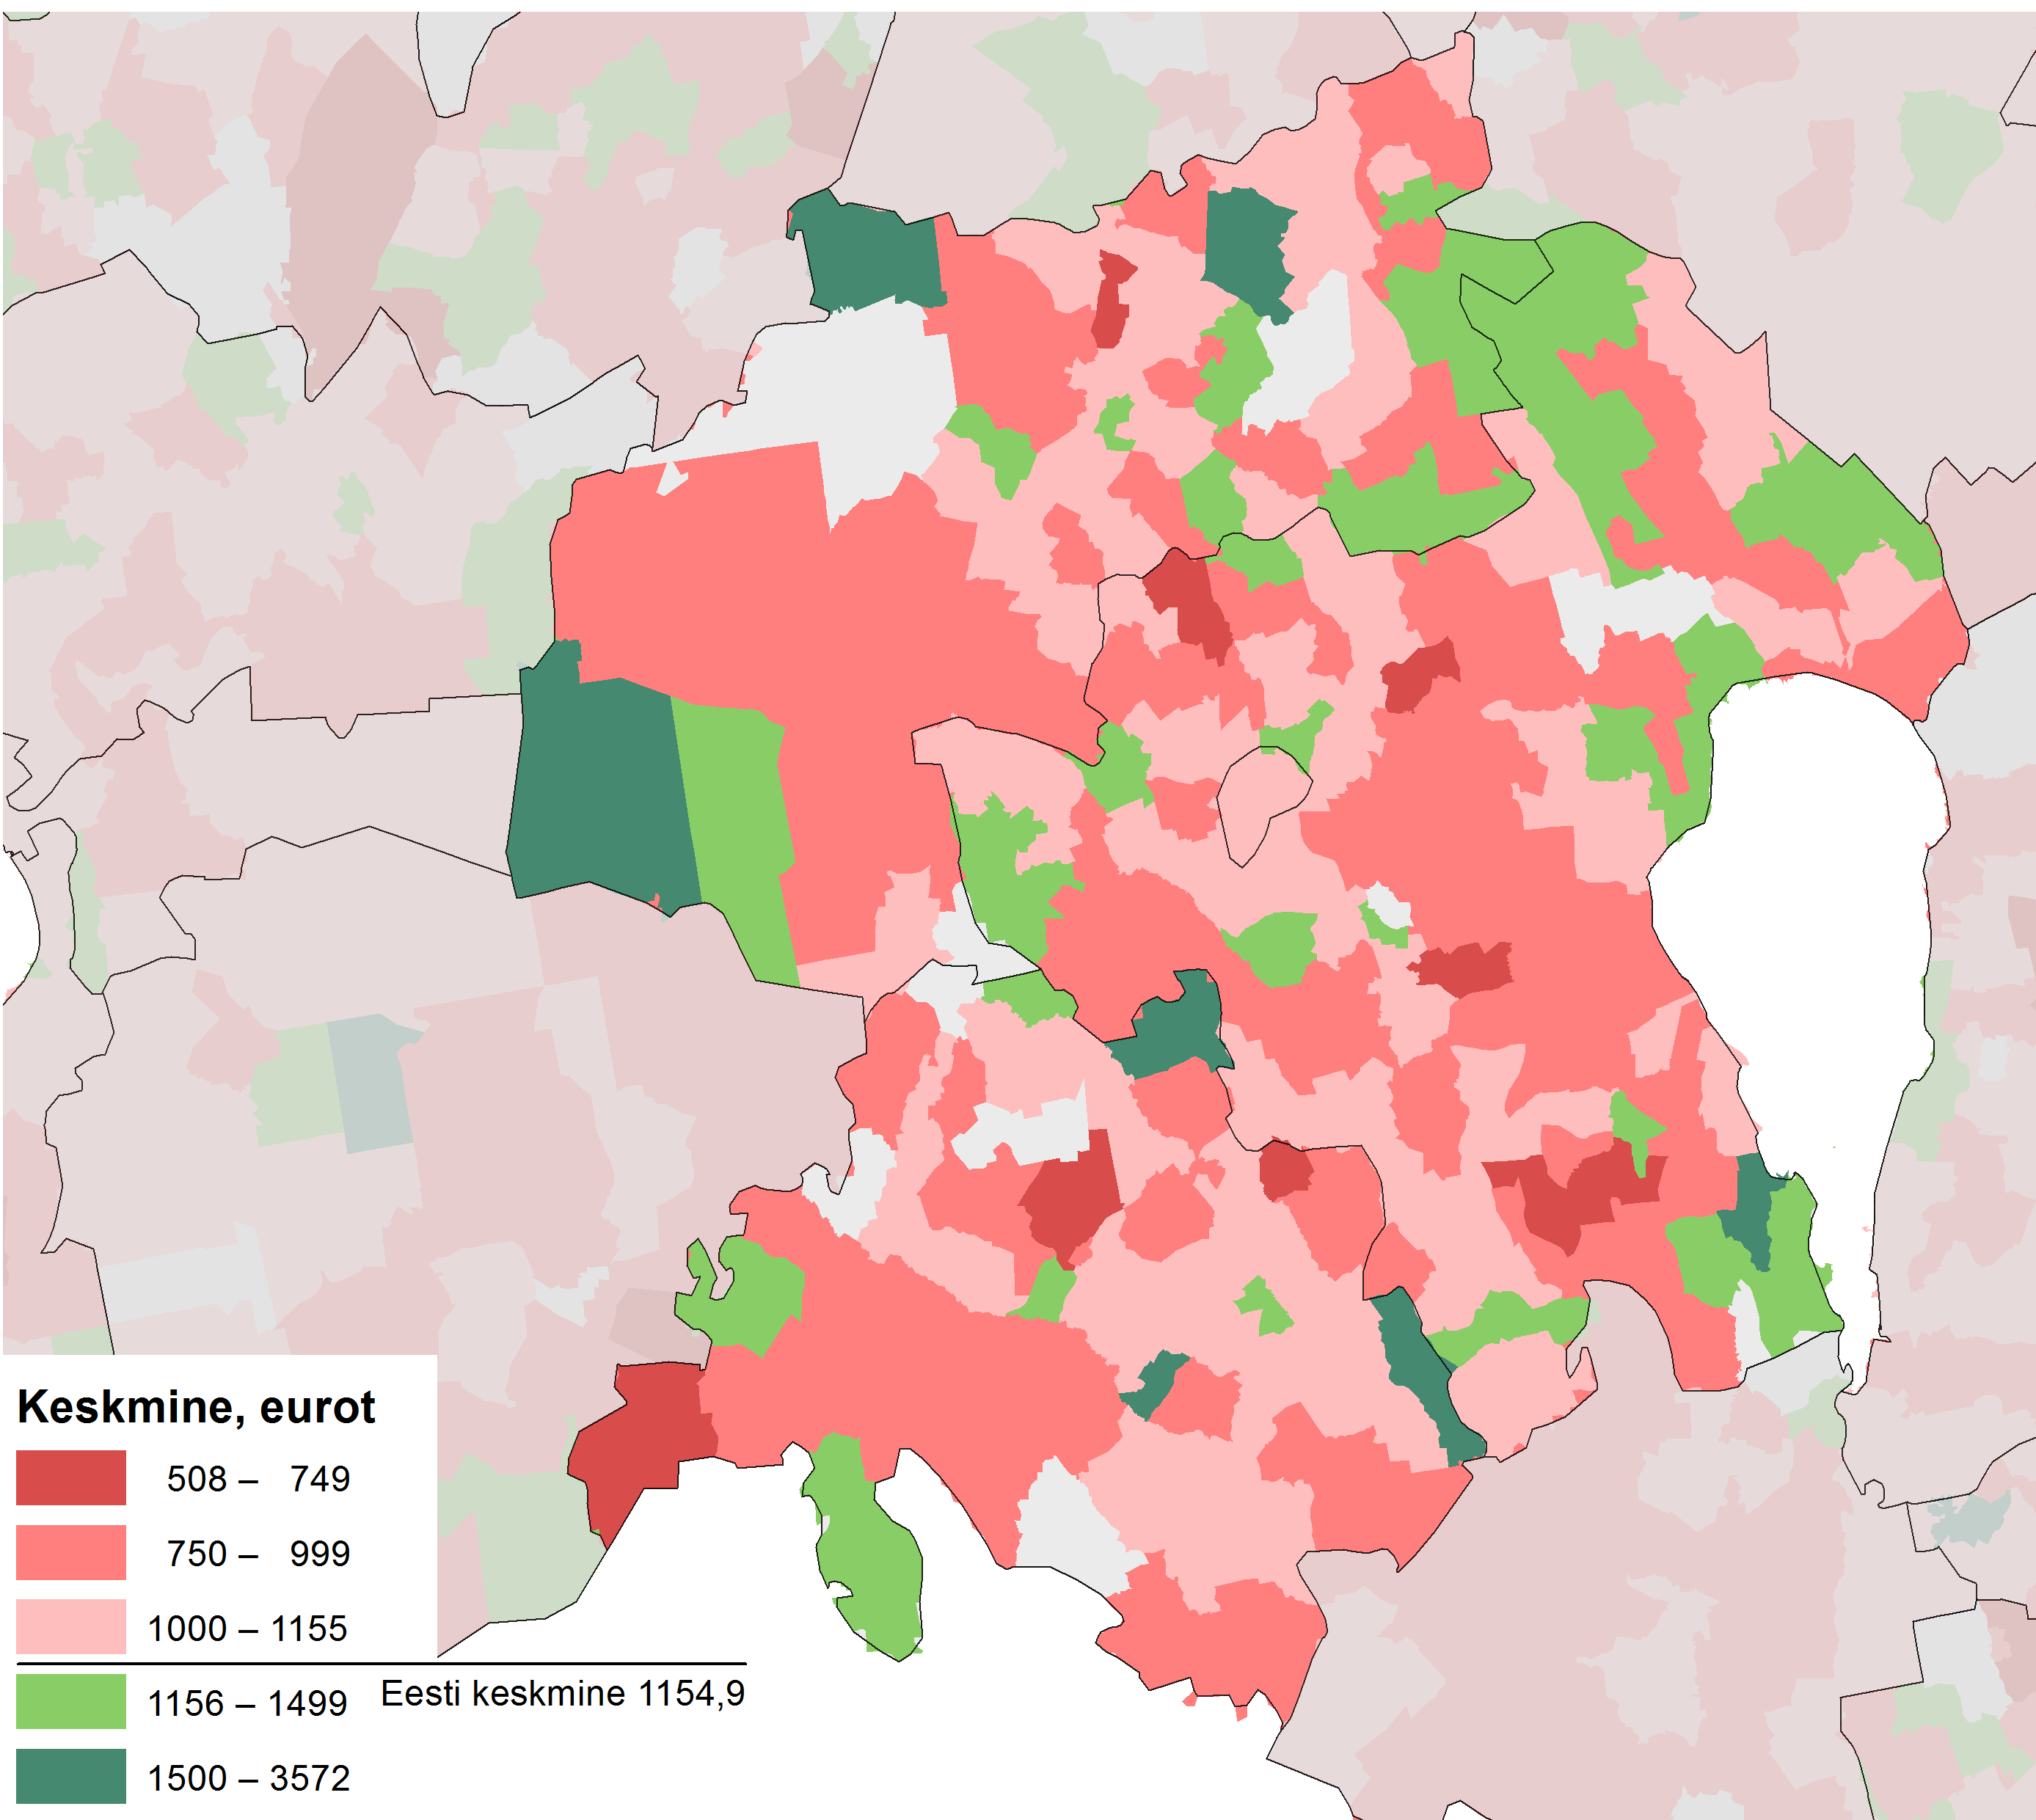 Keskmine, eurot
508 – 749
750 – 999
1000 – 1155
1156 – 1499 Eesti keskmine 1154,9
1500 – 3572